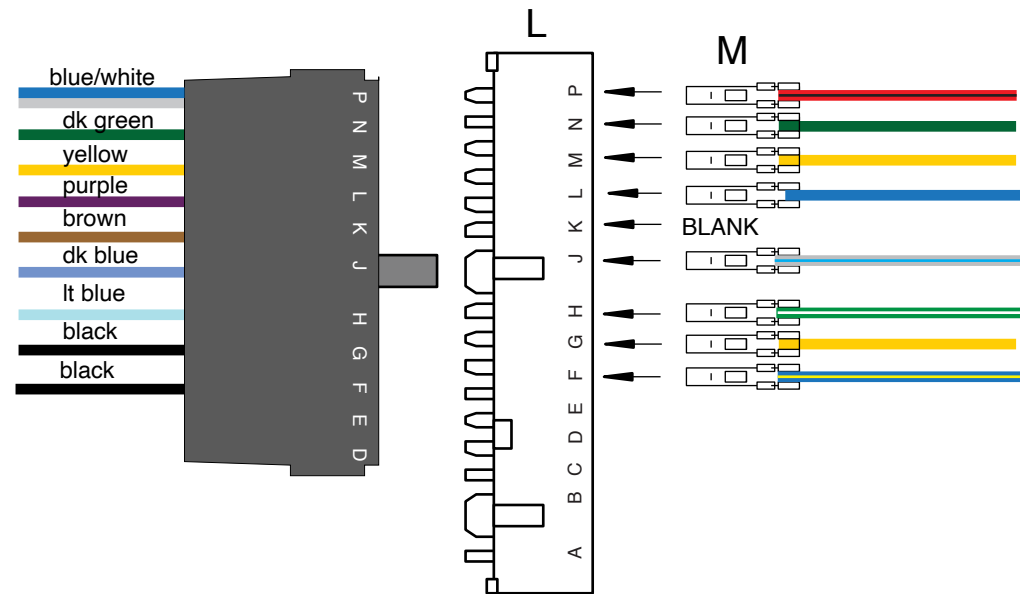 L
M
blue/white
dk green
yellow
purple
brown
dk blue
lt blue
black
black
P
N
M
L
K
J
H
G
F
E
D
P
N
M
L
K
J
H
G
F
E
D
C
B
A
BLANK